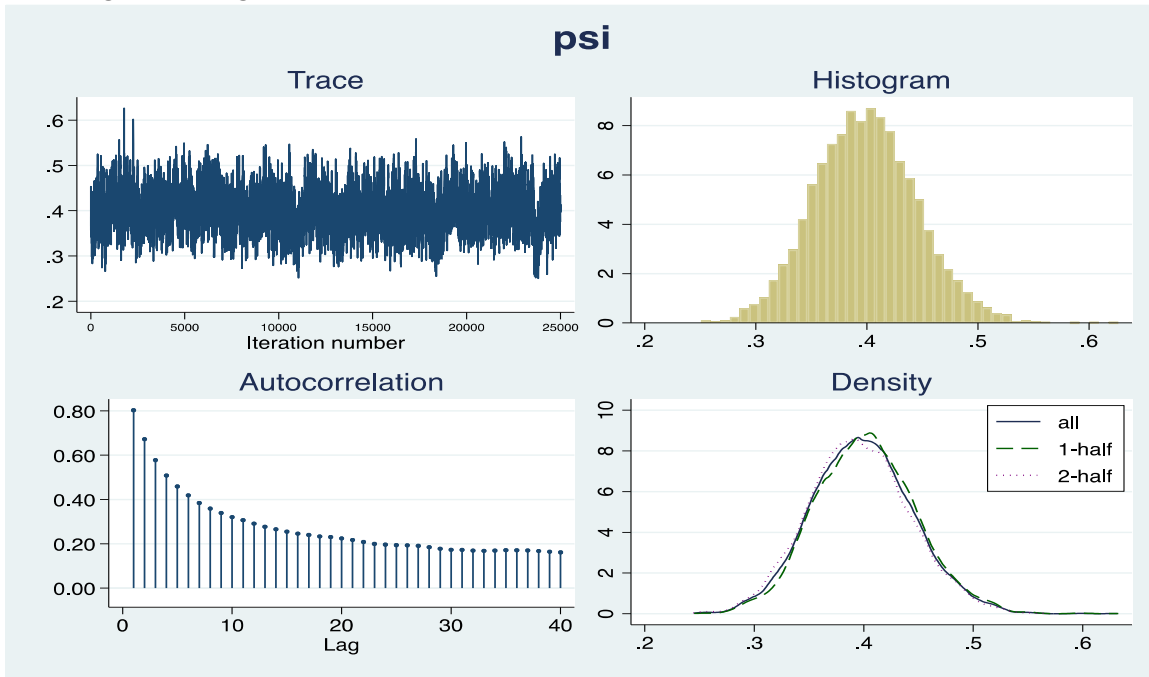 psi
Trace
.6
.5
.4
.3
.2
0 5000 10000 15000 20000 25000
Iteration number
Histogram
8
6
4
2
0
.2 .3 .4 .5 .6
Autocorrelation
0.80
0.60
0.40
0.20
0.00
0 10 20 30 40
Lag
Density
10
8
6
4
2
0
.2 .3 .4 .5 .6
all
1-half
2-half